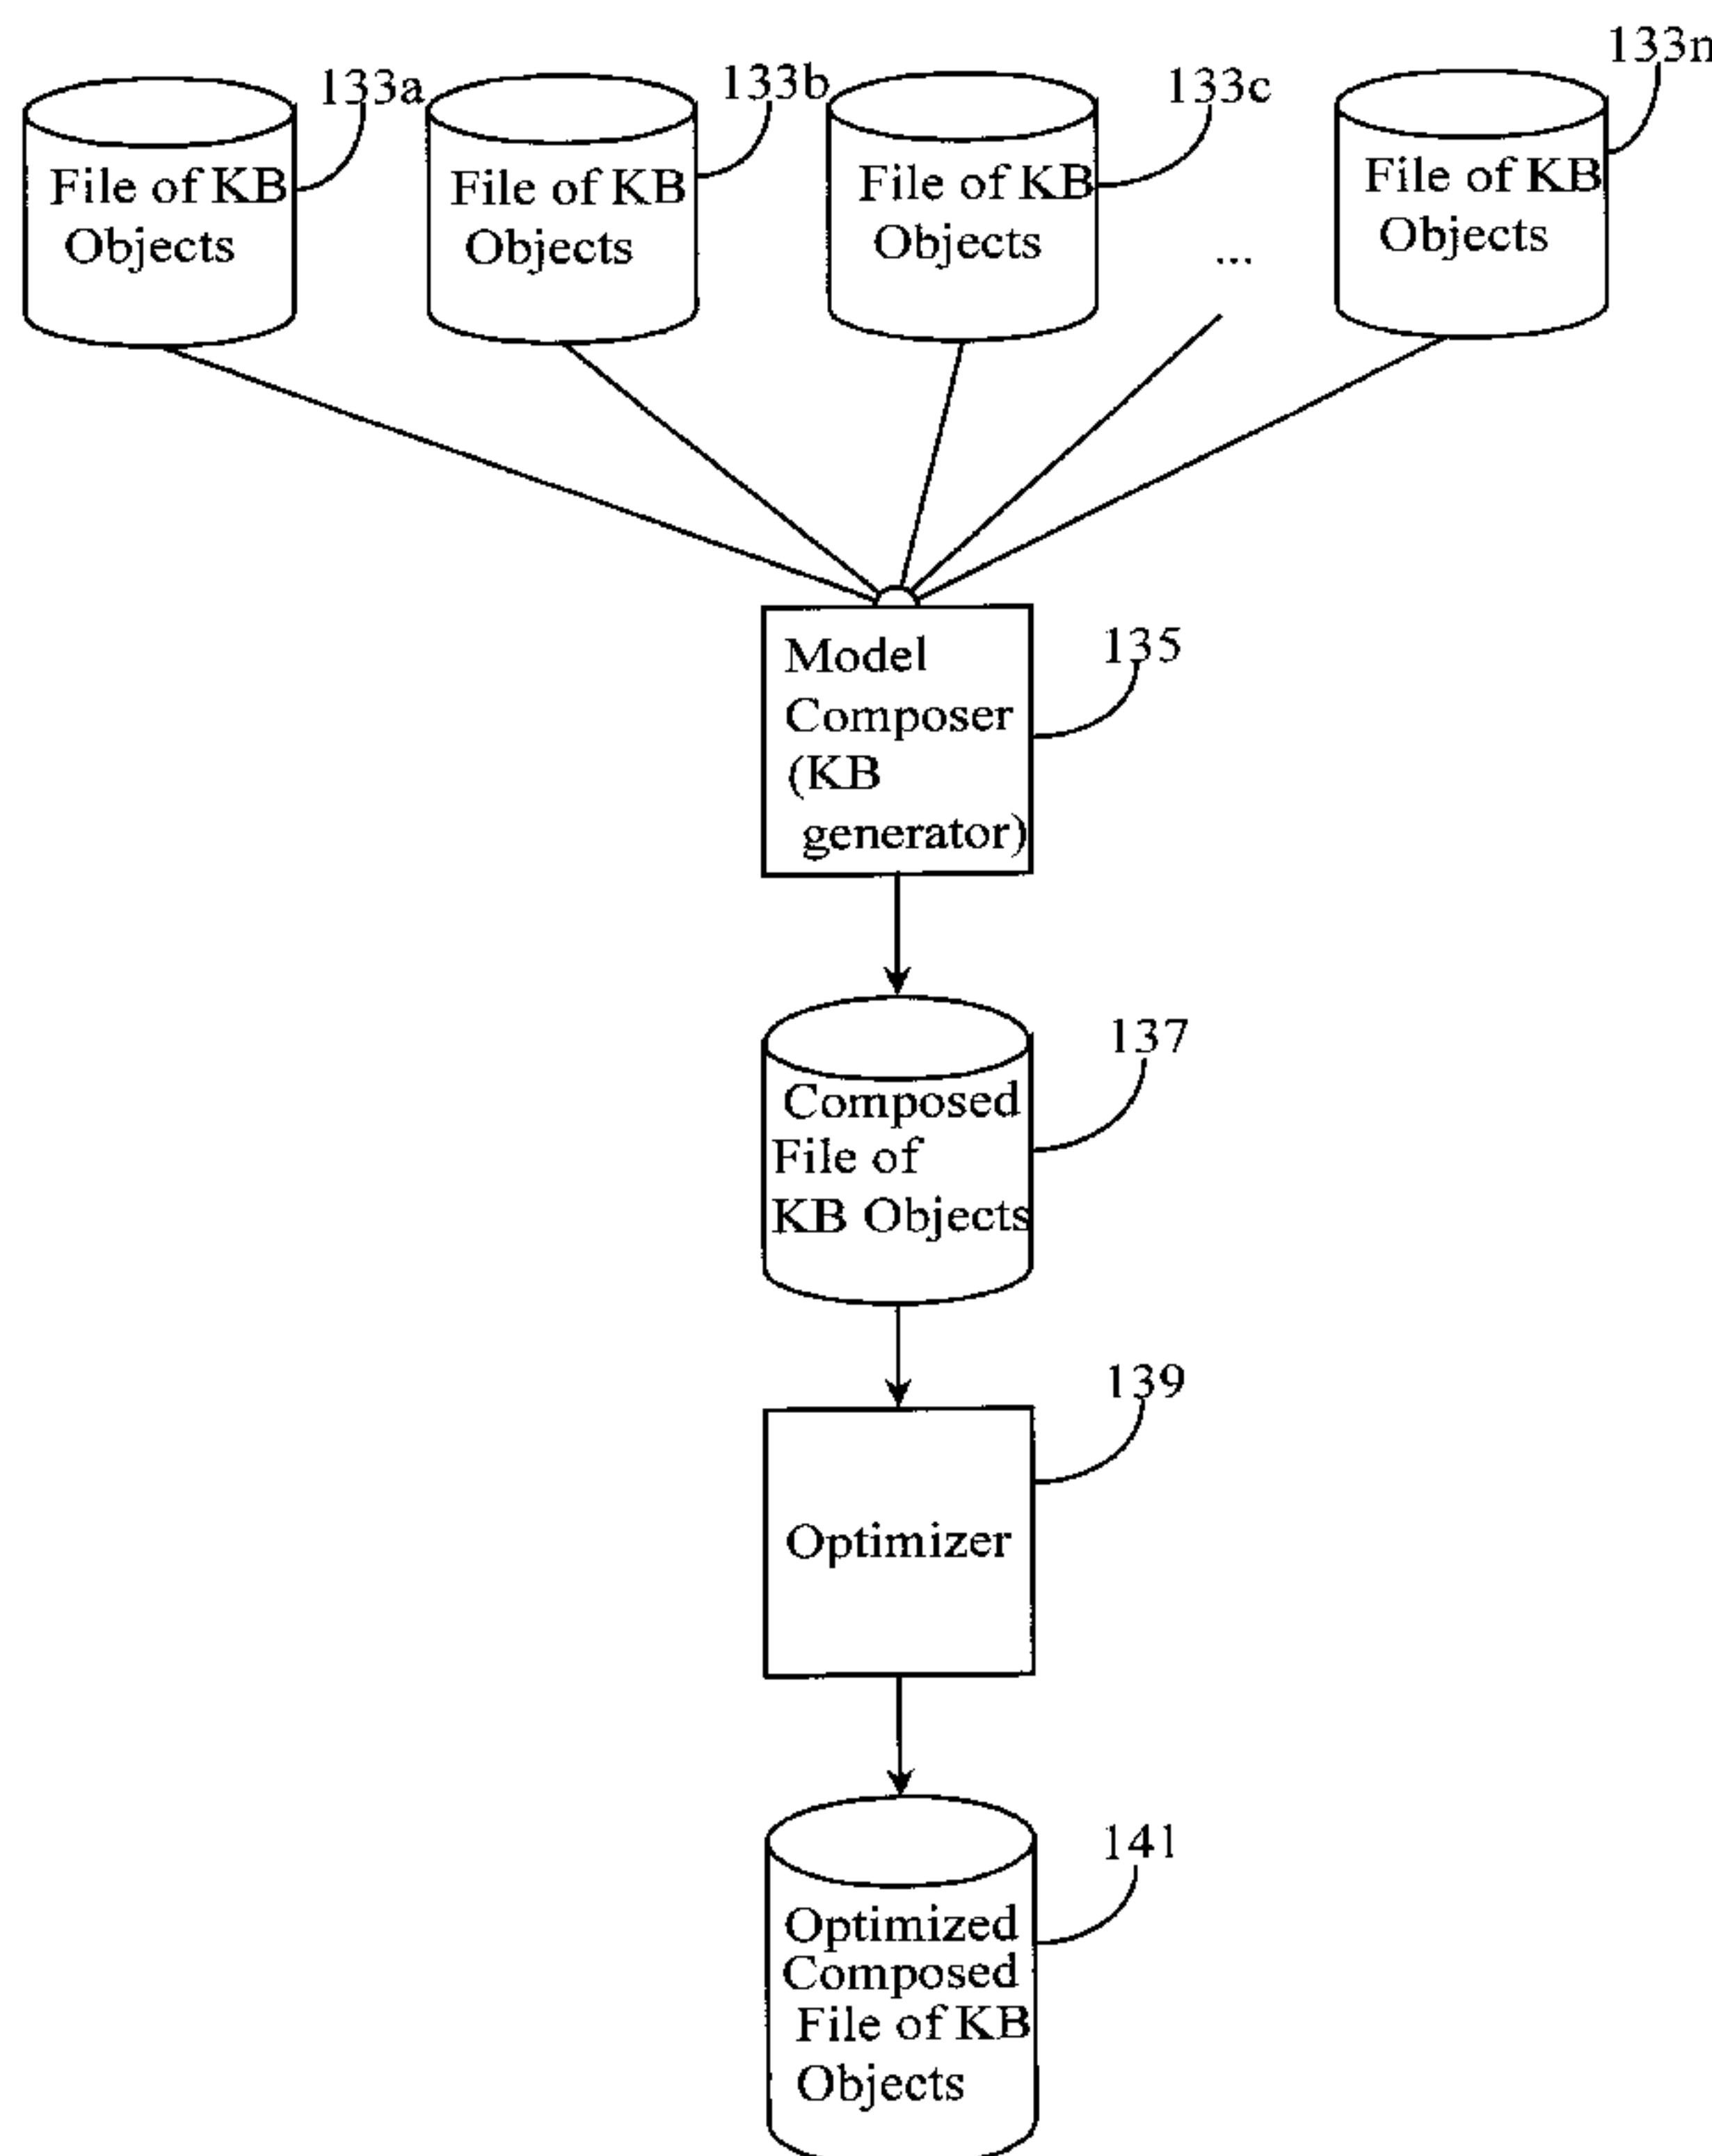 133a
133b
133c
133n
File of KB
Objects
File of KB
Objects
File of KB
Objects
...
File of KB
Objects
Model
Composer
(KB
generator)
135
137
Composed
File of
KB Objects
139
Optimizer
141
Optimized
Composed
File of KB
Objects